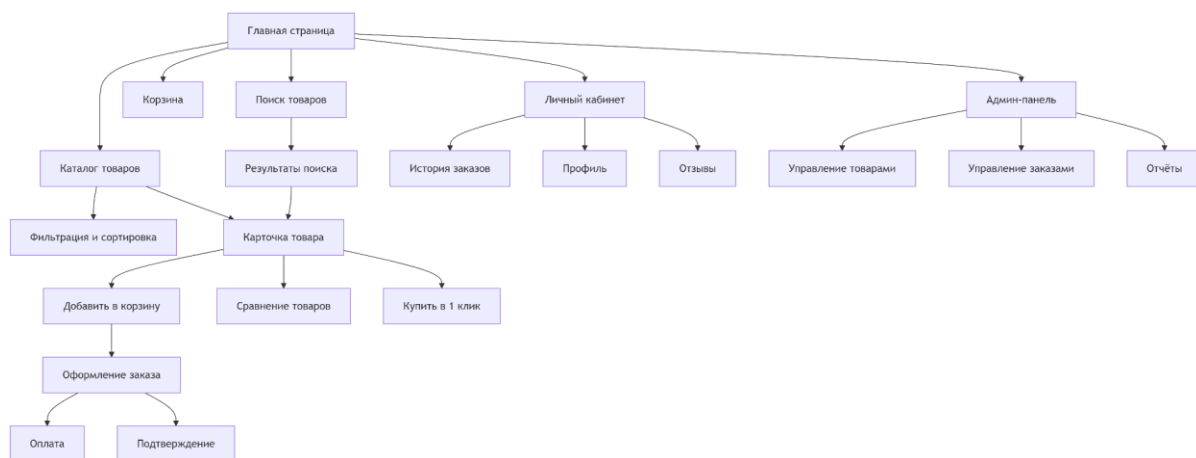 Главная страница
Корзина
Поиск товаров
Личный кабинет
Админ-панель
Каталог товаров
Результаты поиска
История заказов
Профиль
Отзывы
Управление товарами
Управление заказами
Отчёты
Фильтрация и сортировка
Карточка товара
Добавить в корзину
Сравнение товаров
Купить в 1 клик
Оформление заказа
Оплата
Подтверждение